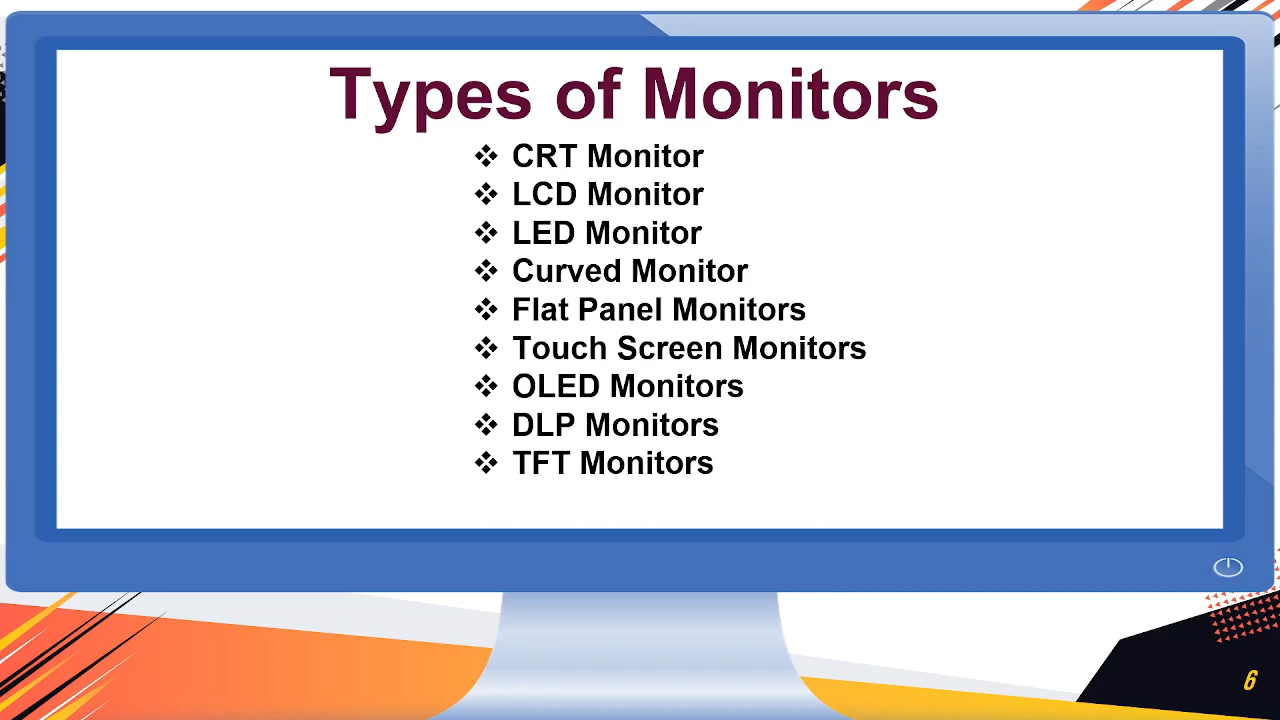 Types of Monitors
❖ CRT Monitor
❖ LCD Monitor
❖ LED Monitor
❖ Curved Monitor
❖ Flat Panel Monitors
❖ Touch Screen Monitors
❖ OLED Monitors
❖ DLP Monitors
❖ TFT Monitors
6